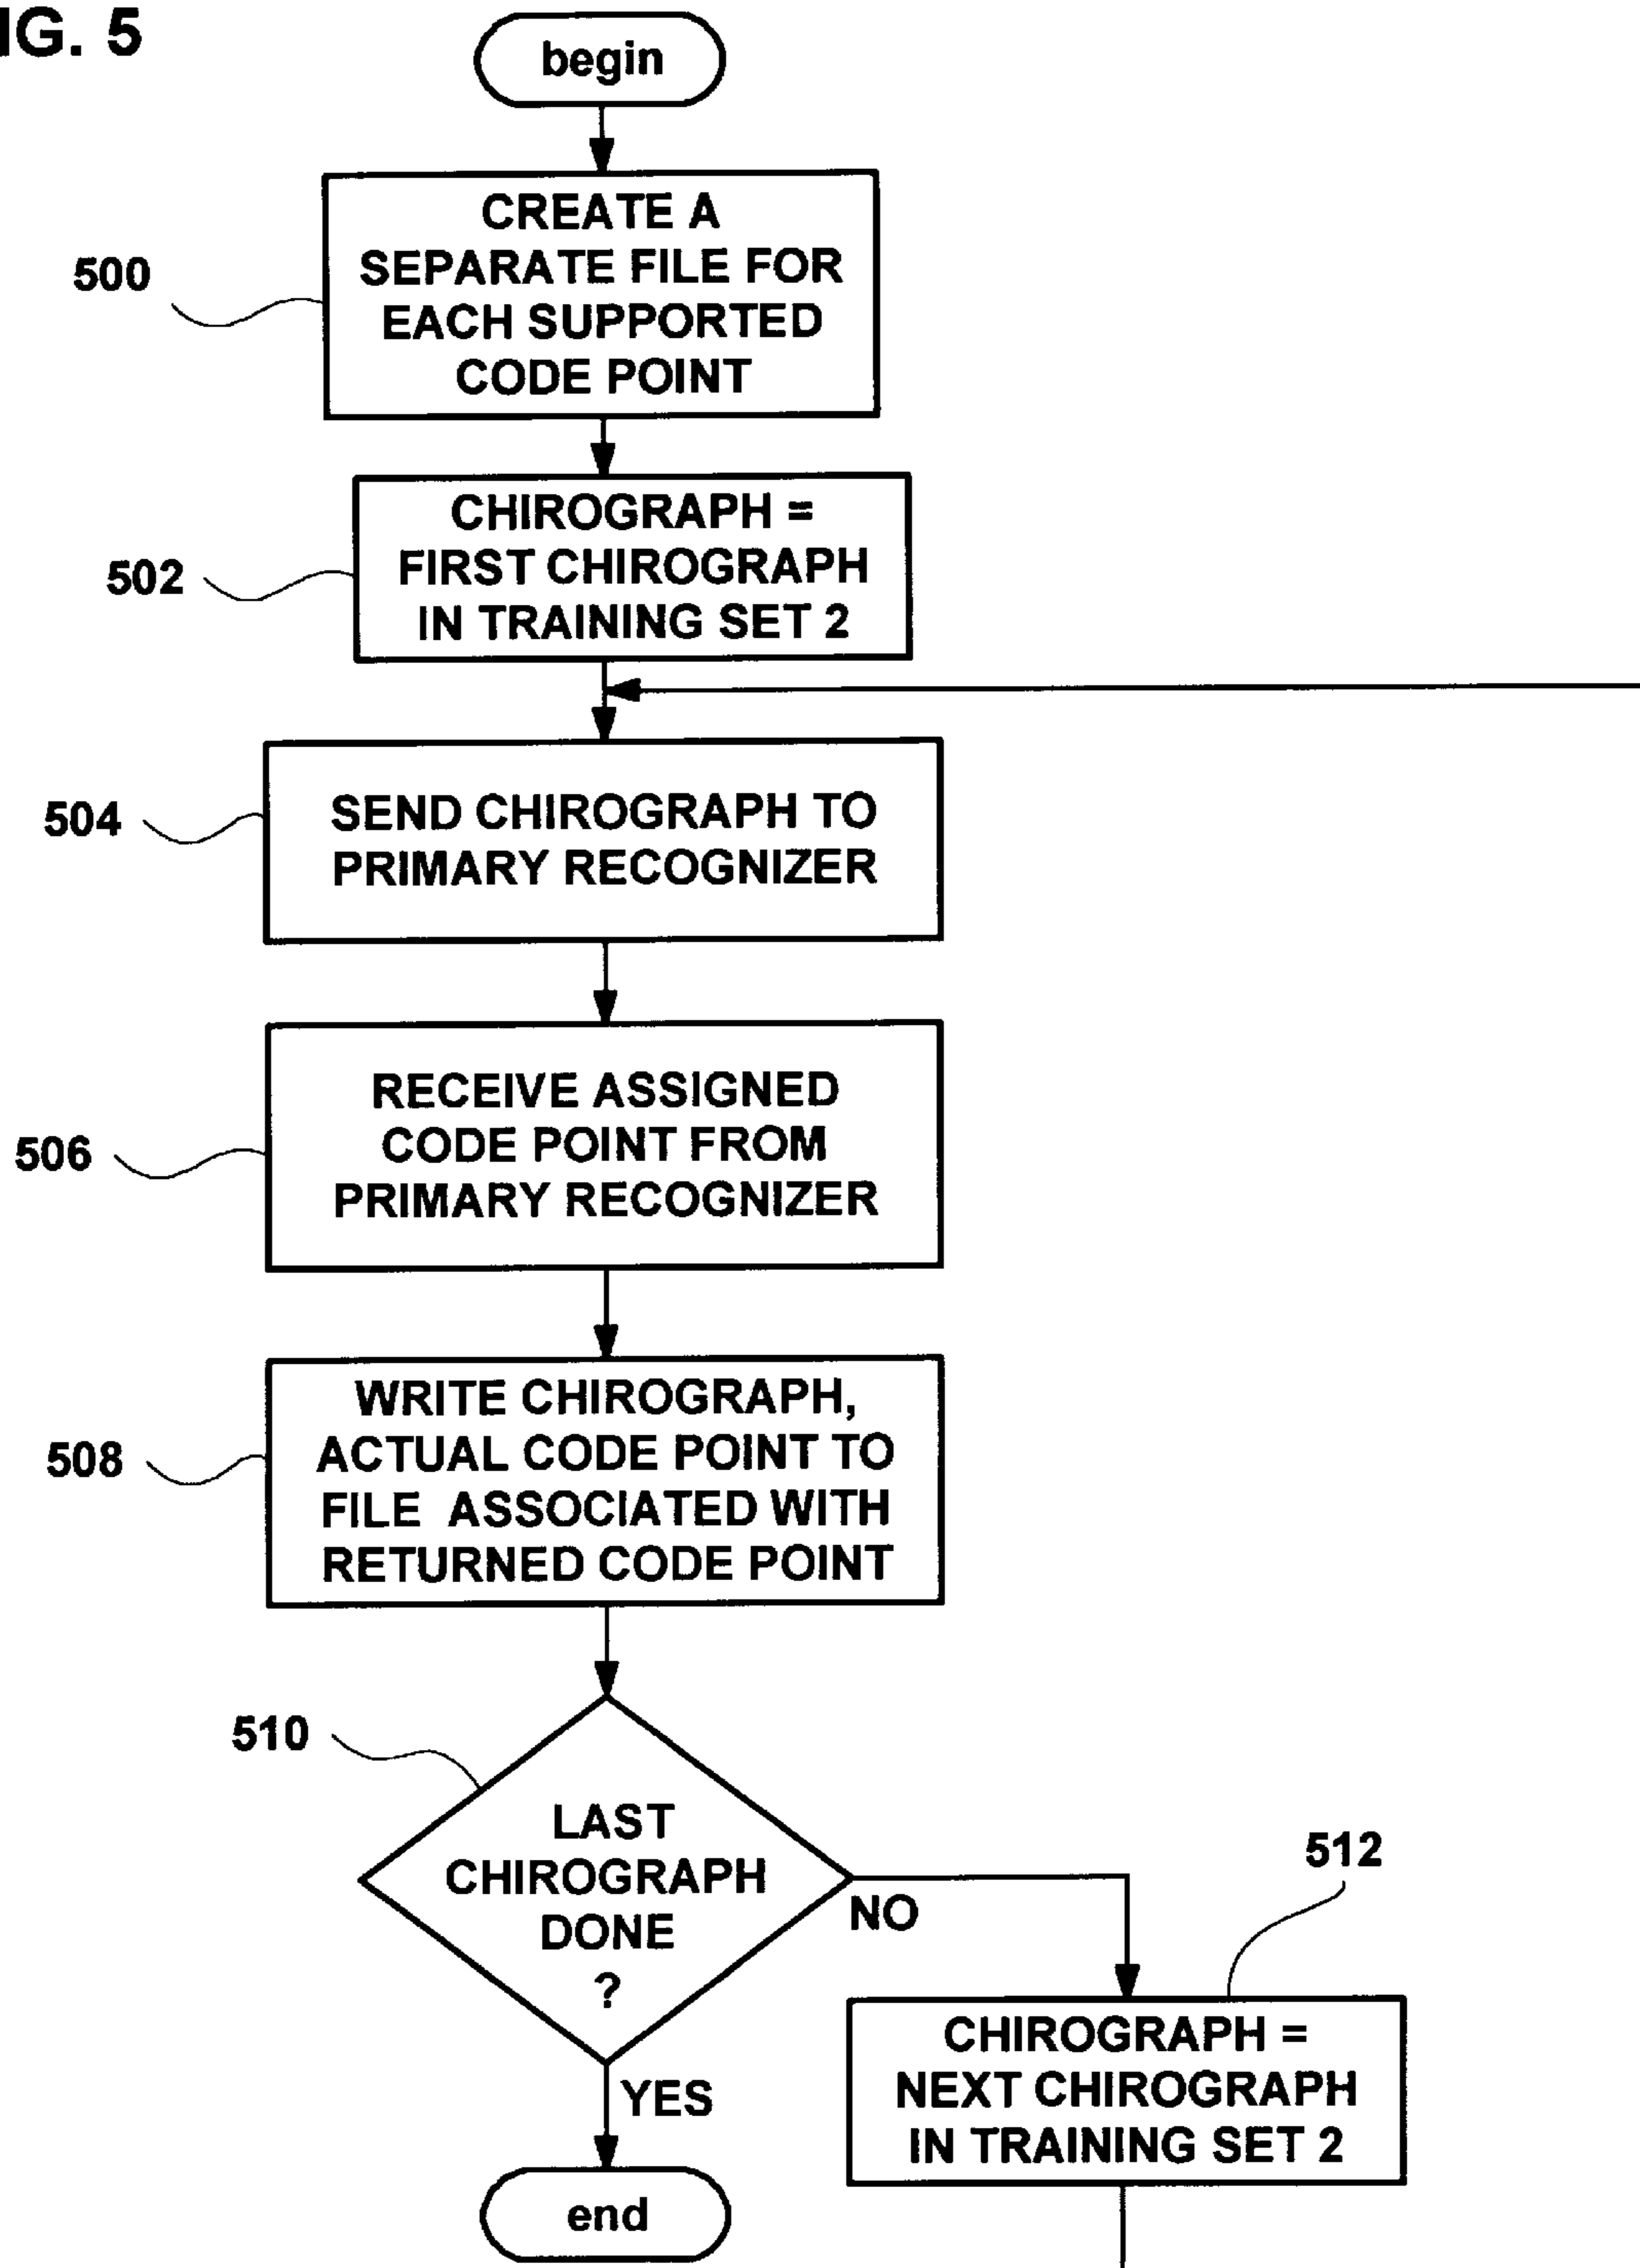 IG. 5
begin
500
CREATE A
SEPARATE FILE FOR
EACH SUPPORTED
CODE POINT
502
CHIROGRAPH =
FIRST CHIROGRAPH
IN TRAINING SET 2
504
SEND CHIROGRAPH TO
PRIMARY RECOGNIZER
506
RECEIVE ASSIGNED
CODE POINT FROM
PRIMARY RECOGNIZER
508
WRITE CHIROGRAPH,
ACTUAL CODE POINT TO
FILE ASSOCIATED WITH
RETURNED CODE POINT
510
LAST
CHIROGRAPH
DONE
?
NO
512
CHIROGRAPH =
NEXT CHIROGRAPH
IN TRAINING SET 2
YES
end